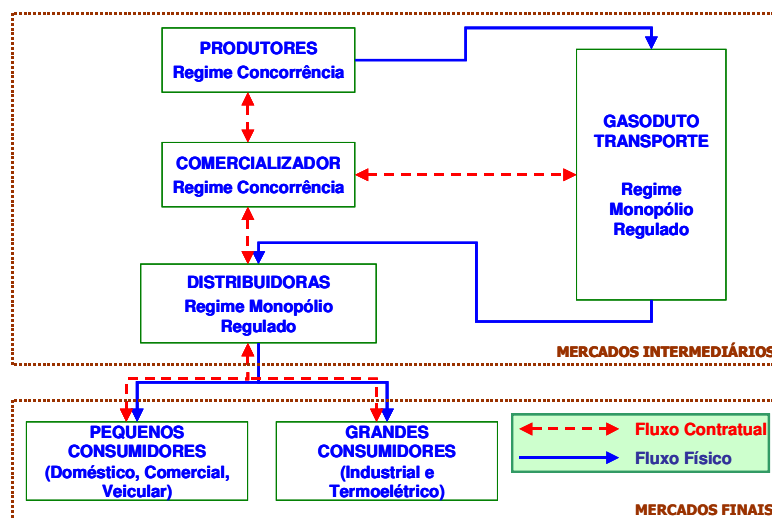 PRODUTORES
Regime Concorrência
GASODUTO
TRANSPORTE
Regime
Monopólio
Regulado
COMERCIALIZADOR
Regime Concorrência
DISTRIBUIDORAS
Regime Monopólio
Regulado
MERCADOS INTERMEDIÁRIOS
PEQUENOS
CONSUMIDORES
(Doméstico, Comercial,
Veicular)
GRANDES
CONSUMIDORES
(Industrial e
Termoelétrico)
Fluxo Contratual
Fluxo Físico
MERCADOS FINAIS